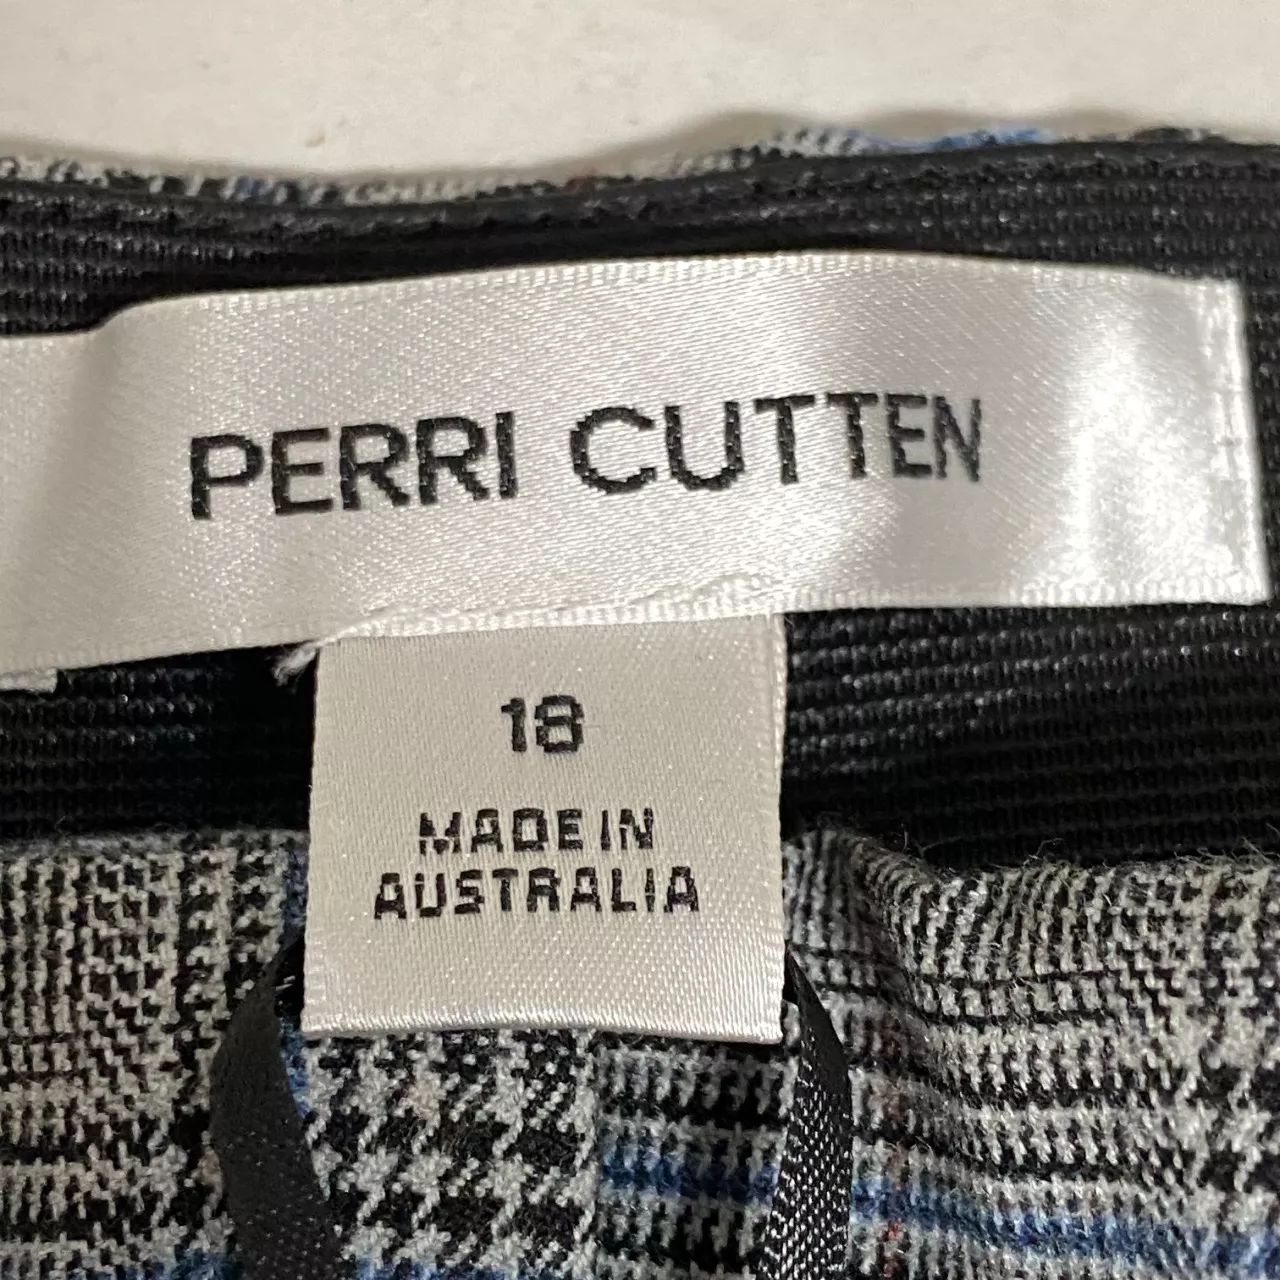 PERRI CUTTEN
18
MADE IN
AUSTRALIA